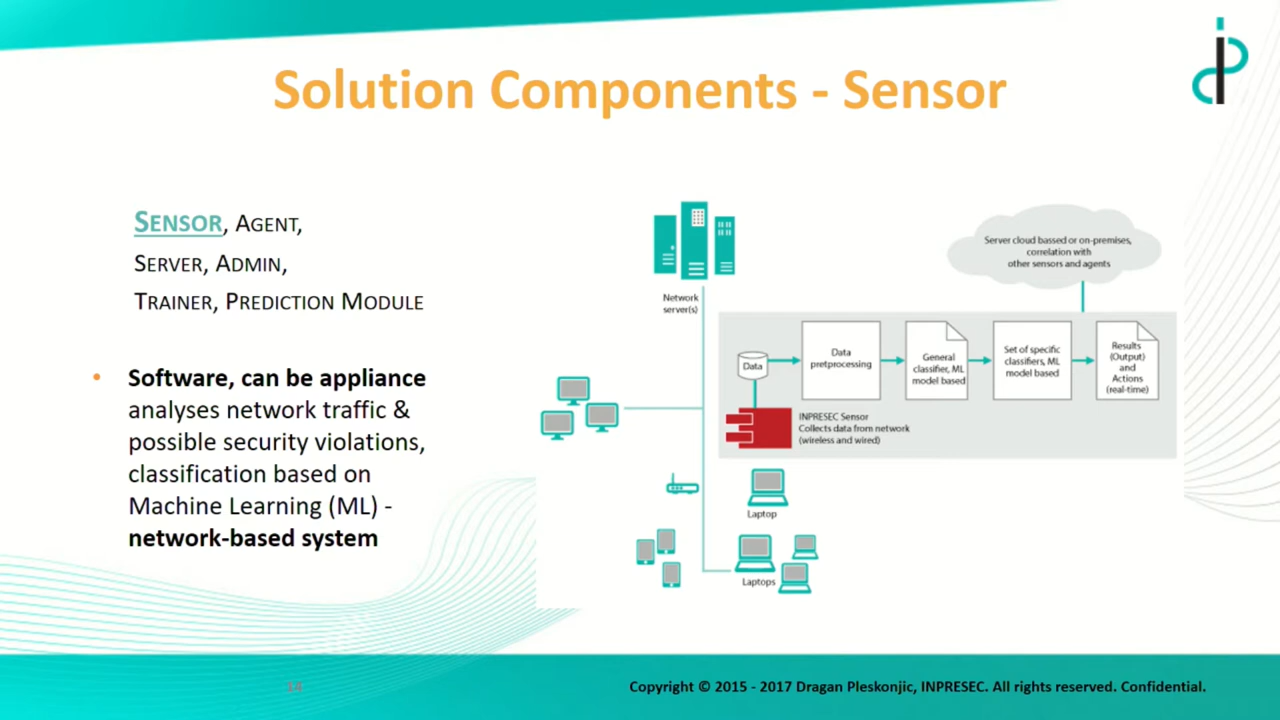 Solution Components - Sensor
SENSOR, AGENT,
SERVER, ADMIN,
TRAINER, PREDICTION MODULE
• Software, can be appliance
analyses network traffic &
possible security violations,
classification based on
Machine Learning (ML) -
network-based system
Network
server(s)
Server cloud bassed or on-premises,
correlation with
other sensors and agents
Data
Data
pretprocessing
General
classifier, ML
model based
Set of specific
classifiers, ML
model based
Results
(Output)
and
Actions
(real-time)
INPRESEC Sensor
Collects data from network
(wireless and wired)
Laptop
Laptops
14
Copyright © 2015 - 2017 Dragan Pleskonjic, INPRESEC. All rights reserved. Confidential.